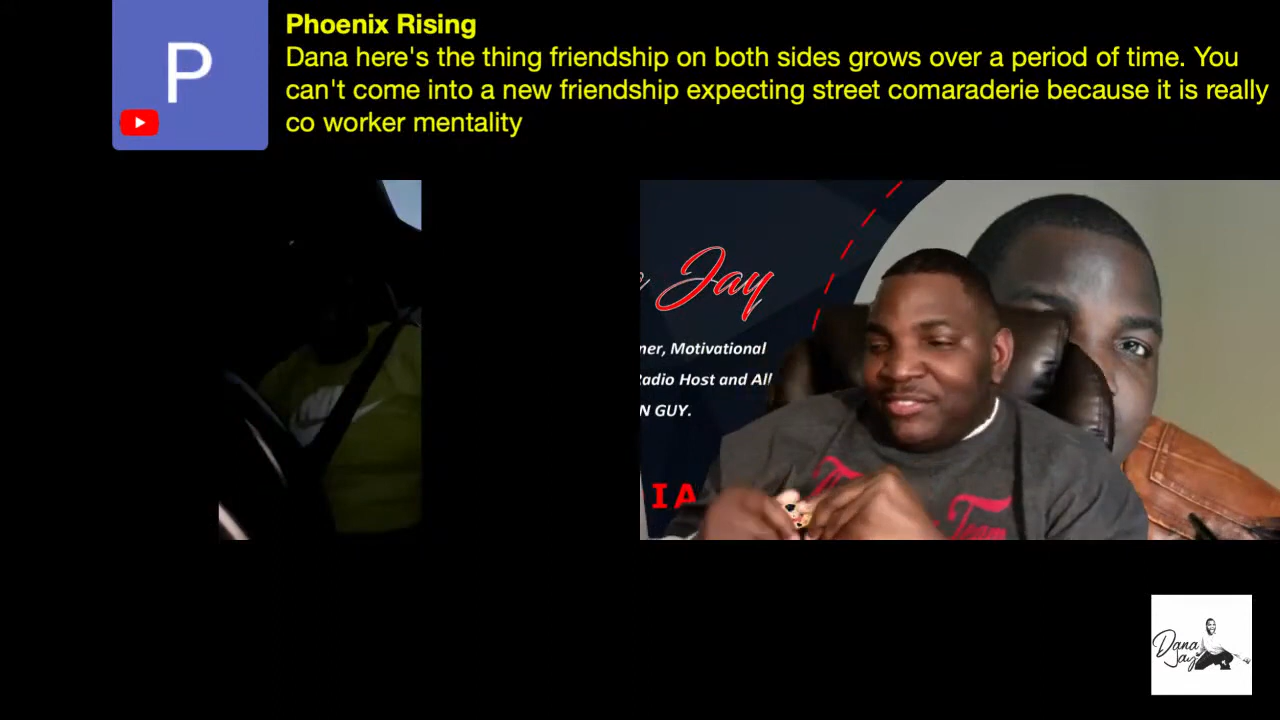 P
Phoenix Rising
Dana here's the thing friendship on both sides grows over a period of time. You
can't come into a new friendship expecting street comaraderie because it is really
co worker mentality
Jay
ner, Motivational
Radio Host and All
N GUY.
IA
Team
Dana
Jay